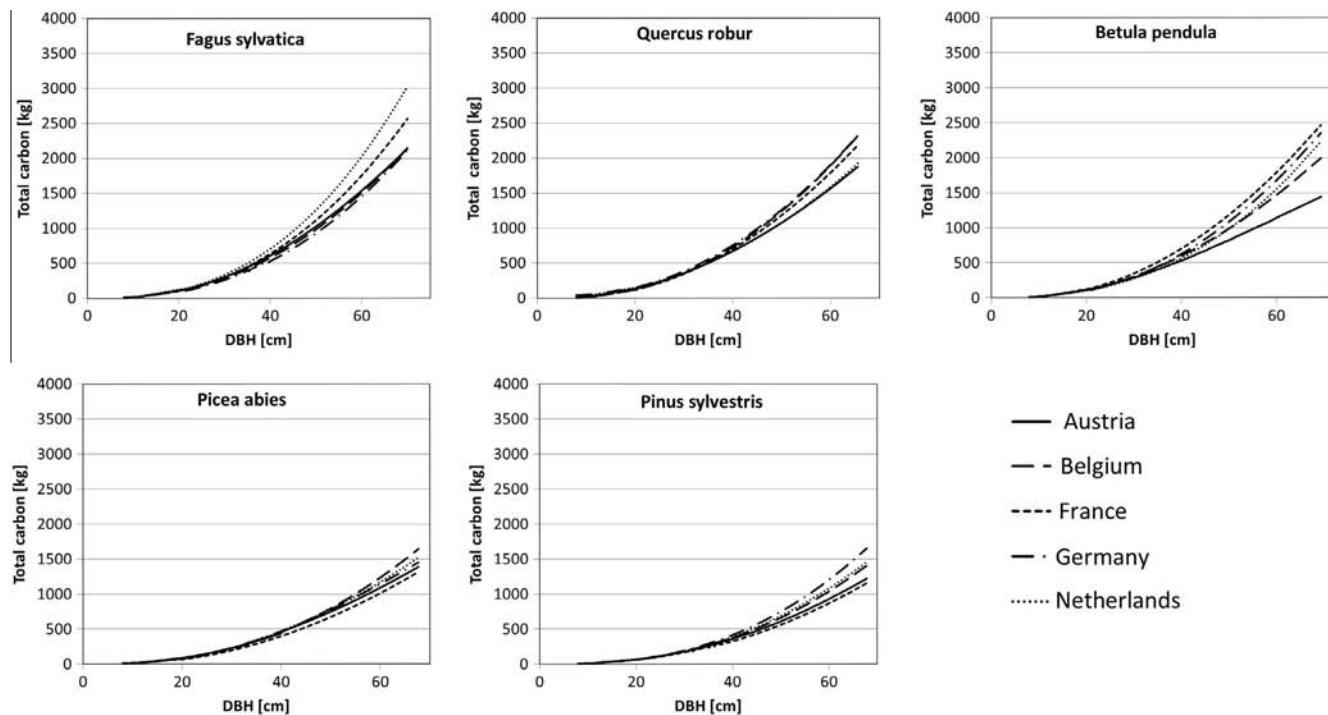 Fagus sylvatica
Total carbon [kg]
4000
3500
3000
2500
2000
1500
1000
500
0
0 20 40 60
DBH [cm]
Quercus robur
Total carbon [kg]
4000
3500
3000
2500
2000
1500
1000
500
0
0 20 40 60
DBH [cm]
Betula pendula
Total carbon [kg]
4000
3500
3000
2500
2000
1500
1000
500
0
0 20 40 60
DBH [cm]
Picea abies
Total carbon [kg]
4000
3500
3000
2500
2000
1500
1000
500
0
0 20 40 60
DBH [cm]
Pinus sylvestris
Total carbon [kg]
4000
3500
3000
2500
2000
1500
1000
500
0
0 20 40 60
DBH [cm]
Austria
Belgium
France
Germany
Netherlands